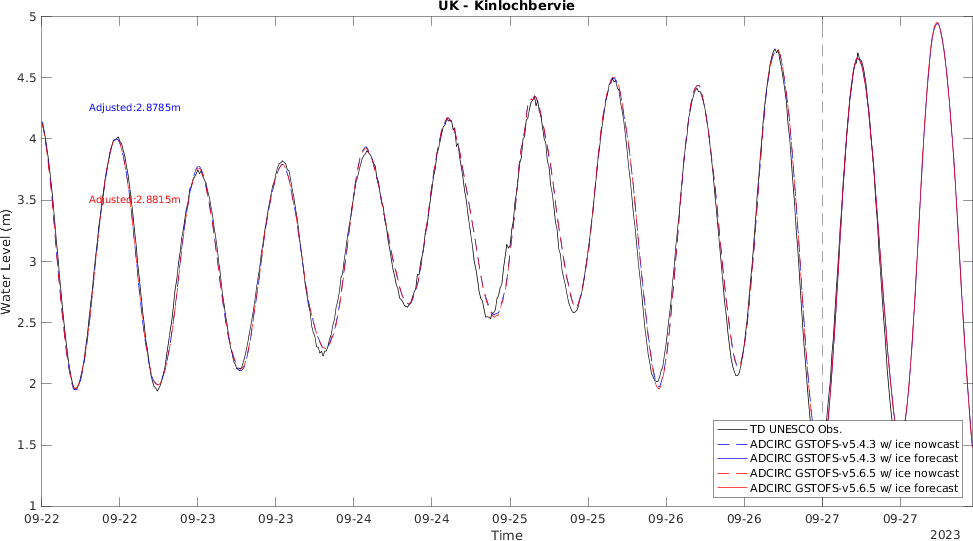 UK - Kinlochbervie
5
4.5
4
3.5
3
2.5
2
1.5
1
Water Level (m)
Adjusted:2.8785m
Adjusted:2.8815m
TD UNESCO Obs.
ADCIRC GSTOFS-v5.4.3 w/ ice nowcast
ADCIRC GSTOFS-v5.4.3 w/ ice forecast
ADCIRC GSTOFS-v5.6.5 w/ ice nowcast
ADCIRC GSTOFS-v5.6.5 w/ ice forecast
09-22 09-22 09-23 09-23 09-24 09-24 09-25 09-25 09-26 09-26 09-27 09-27
Time
2023